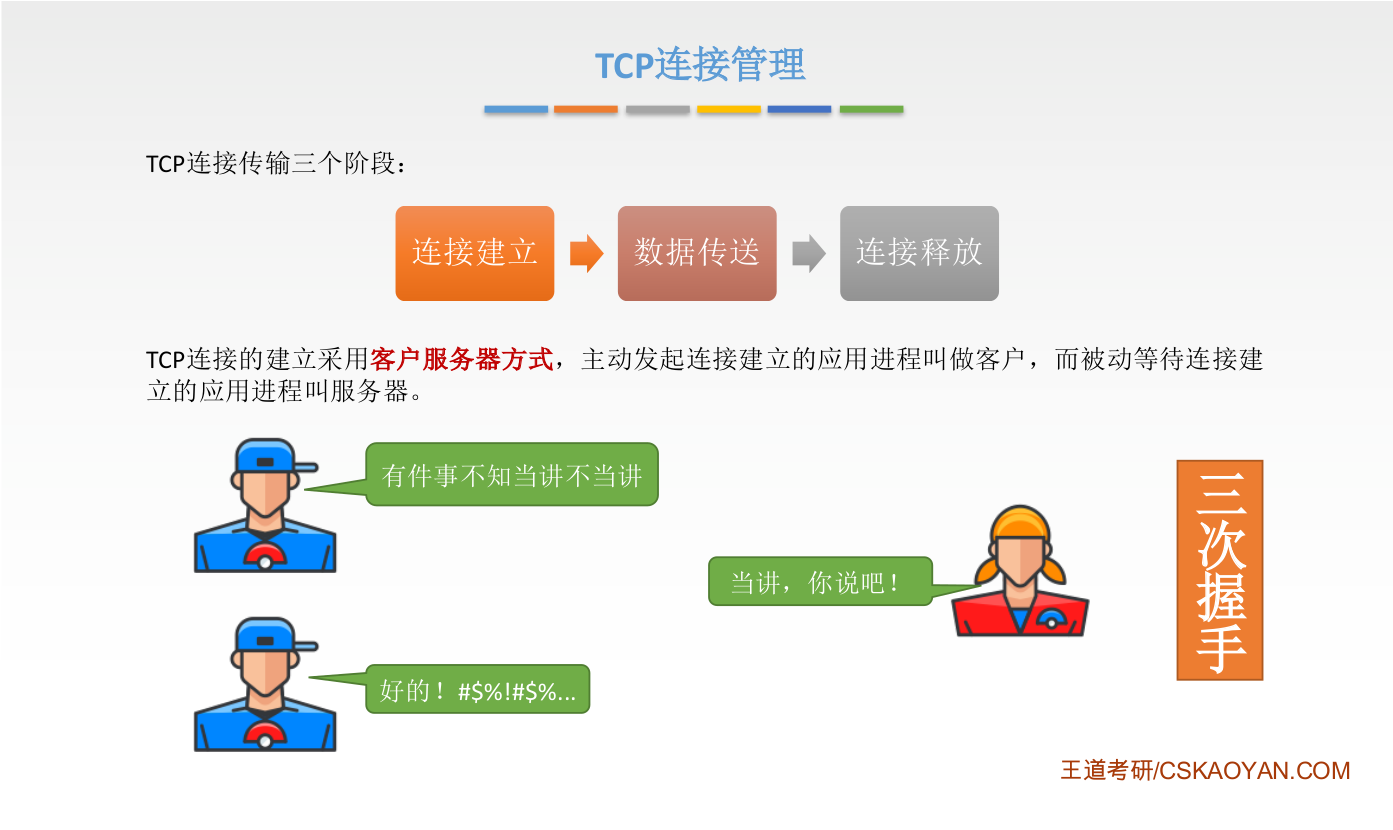 TCP连接管理
TCP连接传输三个阶段：
连接建立
数据传送
连接释放
TCP连接的建立采用客户服务器方式，主动发起连接建立的应用进程叫做客户，而被动等待连接建
立的应用进程叫服务器。
有件事不知当讲不当讲
当讲，你说吧！
好的！#$%!#$%...
三次握手
王道考研/CSKAOYAN.COM